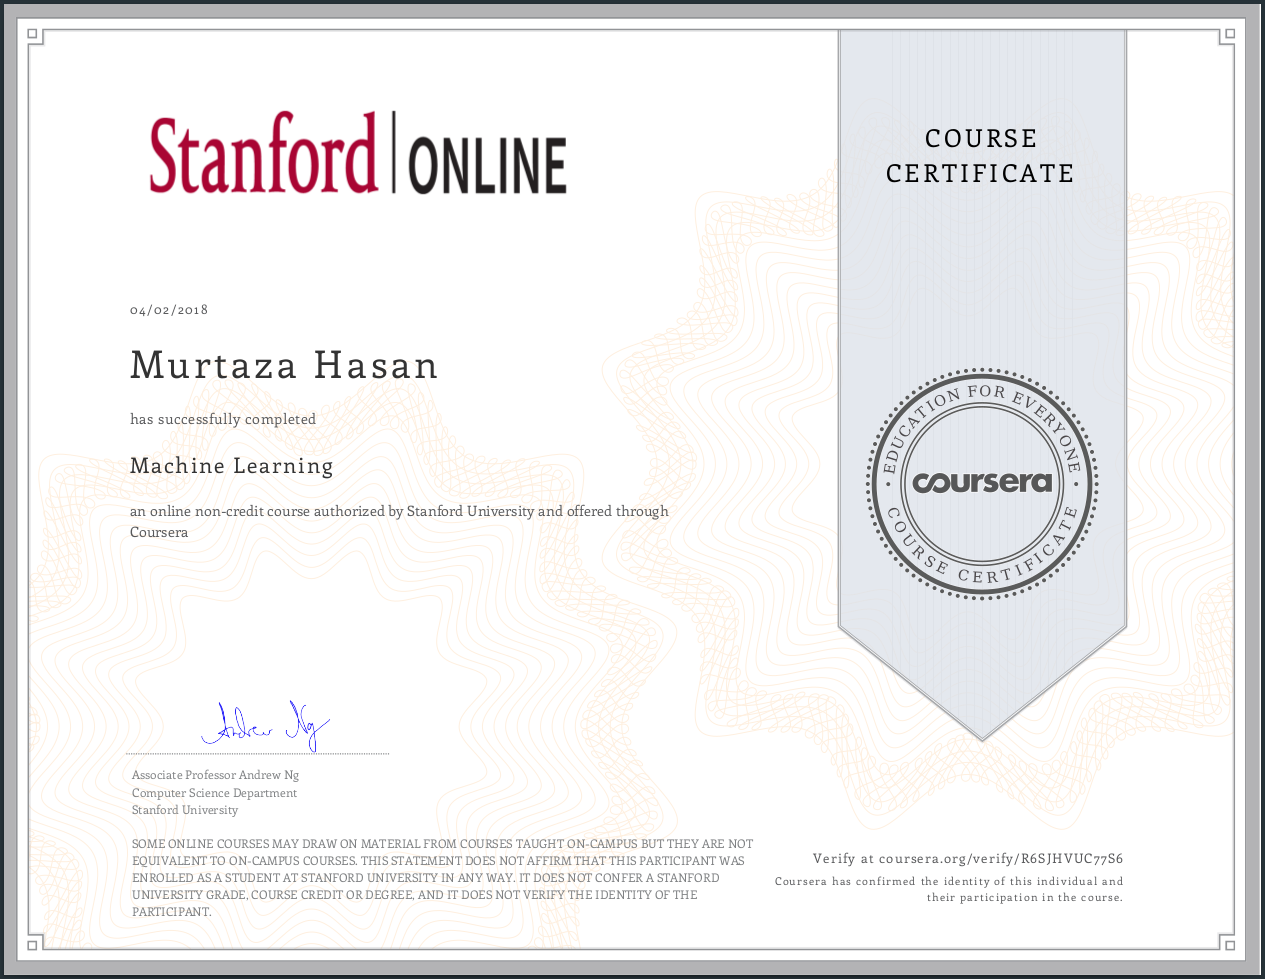 Stanford | ONLINE
COURSE
CERTIFICATE
04/02/2018
Murtaza Hasan
has successfully completed
Machine Learning
an online non-credit course authorized by Stanford University and offered through
Coursera
EDUCATION FOR EVERYONE
coursera
COURSE CERTIFICATE
Andrew Ng
Associate Professor Andrew Ng
Computer Science Department
Stanford University
SOME ONLINE COURSES MAY DRAW ON MATERIAL FROM COURSES TAUGHT ON-CAMPUS BUT THEY ARE NOT
EQUIVALENT TO ON-CAMPUS COURSES. THIS STATEMENT DOES NOT AFFIRM THAT THIS PARTICIPANT WAS
ENROLLED AS A STUDENT AT STANFORD UNIVERSITY IN ANY WAY. IT DOES NOT CONFER A STANFORD
UNIVERSITY GRADE, COURSE CREDIT OR DEGREE, AND IT DOES NOT VERIFY THE IDENTITY OF THE
PARTICIPANT.
Verify at coursera.org/verify/R6SJHVUC77S6
Coursera has confirmed the identity of this individual and
their participation in the course.